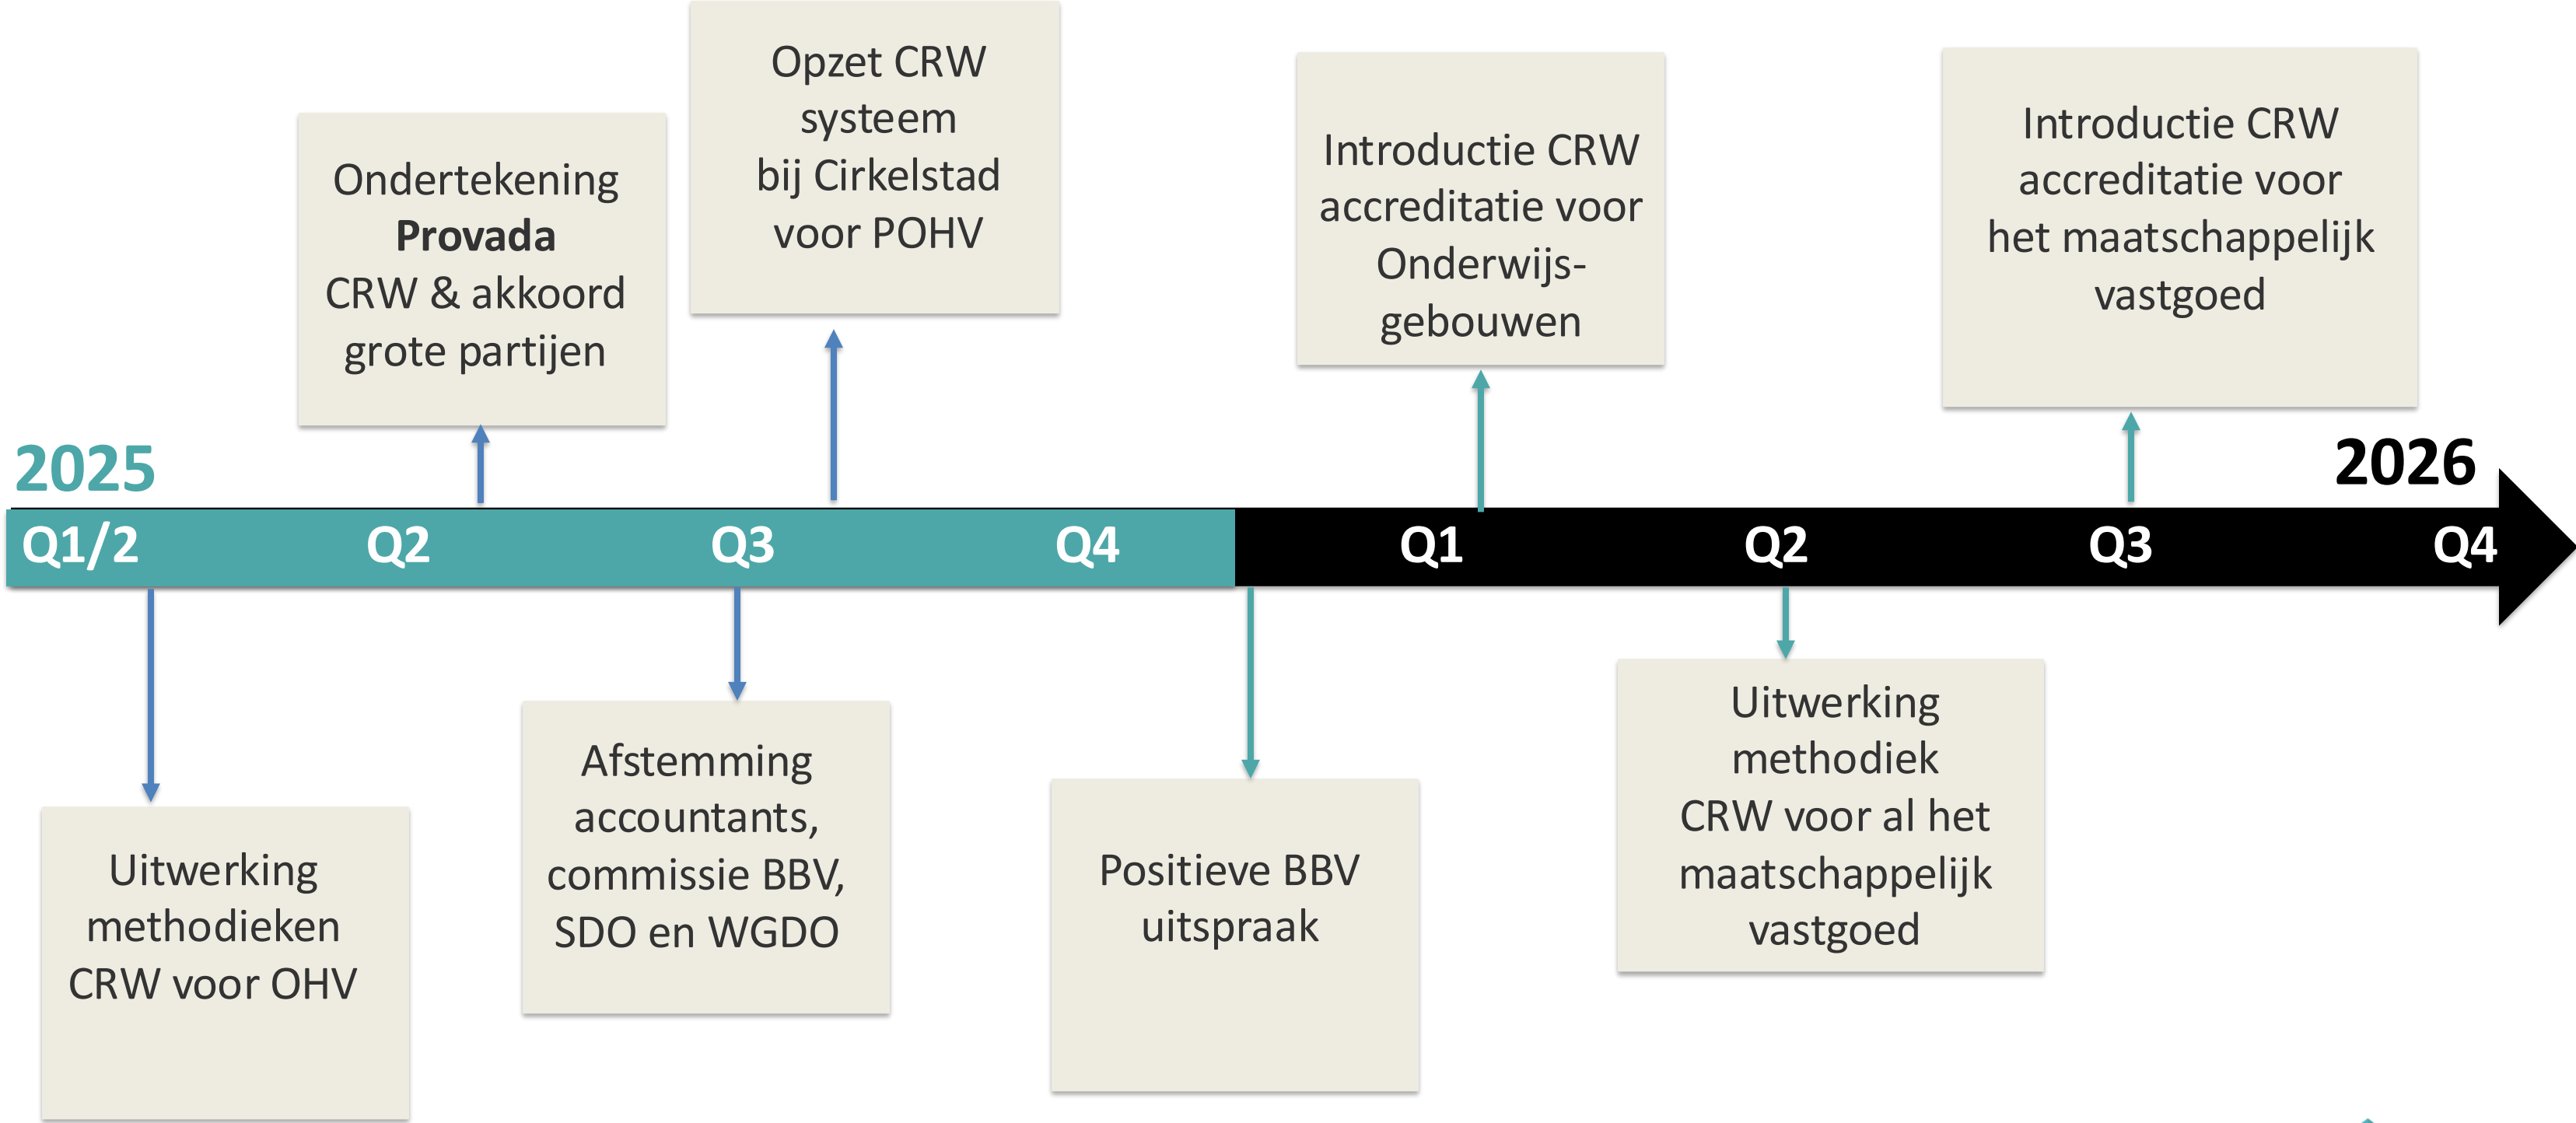 Opzet CRW
systeem
bij Cirkelstad
voor POHV
Ondertekening
Provada
CRW & akkoord
grote partijen
Introductie CRW
accreditatie voor
Onderwijs-
gebouwen
Introductie CRW
accreditatie voor
het maatschappelijk
vastgoed
2025
2026
Q1/2 Q2 Q3 Q4 Q1 Q2 Q3 Q4
Uitwerking
methodieken
CRW voor OHV
Afstemming
accountants,
commissie BBV,
SDO en WGDO
Positieve BBV
uitspraak
Uitwerking
methodiek
CRW voor al het
maatschappelijk
vastgoed